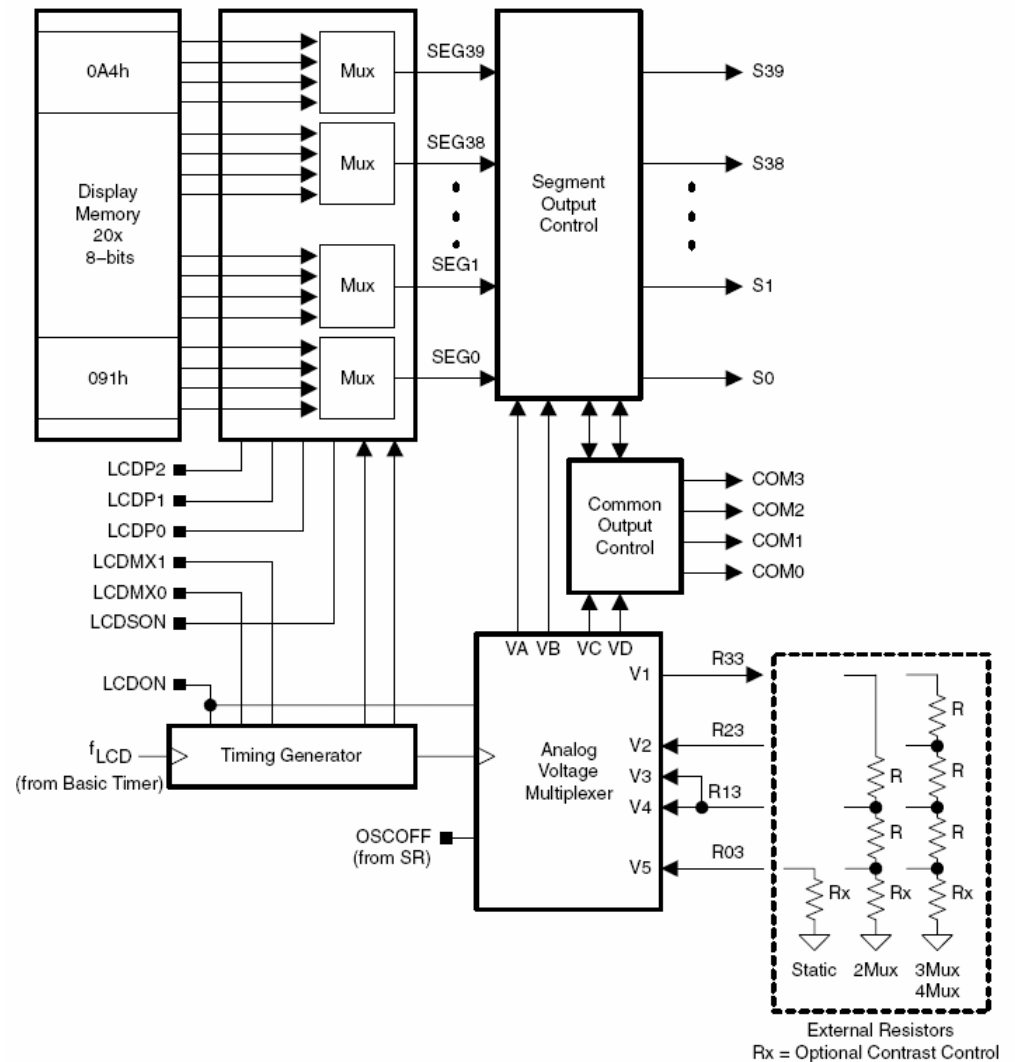 0A4h
Display
Memory
20x
8–bits
091h
Mux
Mux
Mux
Mux
SEG39
SEG38
SEG1
SEG0
Segment
Output
Control
S39
S38
S1
S0
LCDP2
LCDP1
LCDP0
LCDMX1
LCDMX0
LCDSON
LCDON
fLCD
(from Basic Timer)
Timing Generator
OSCOFF
(from SR)
Common
Output
Control
COM3
COM2
COM1
COM0
VA VB VC VD
Analog
Voltage
Multiplexer
V1
V2
V3
V4
V5
R33
R23
R13
R03
R
R
R
R
R
Rx
Rx
Rx
Static 2Mux 3Mux
4Mux
External Resistors
Rx = Optional Contrast Control